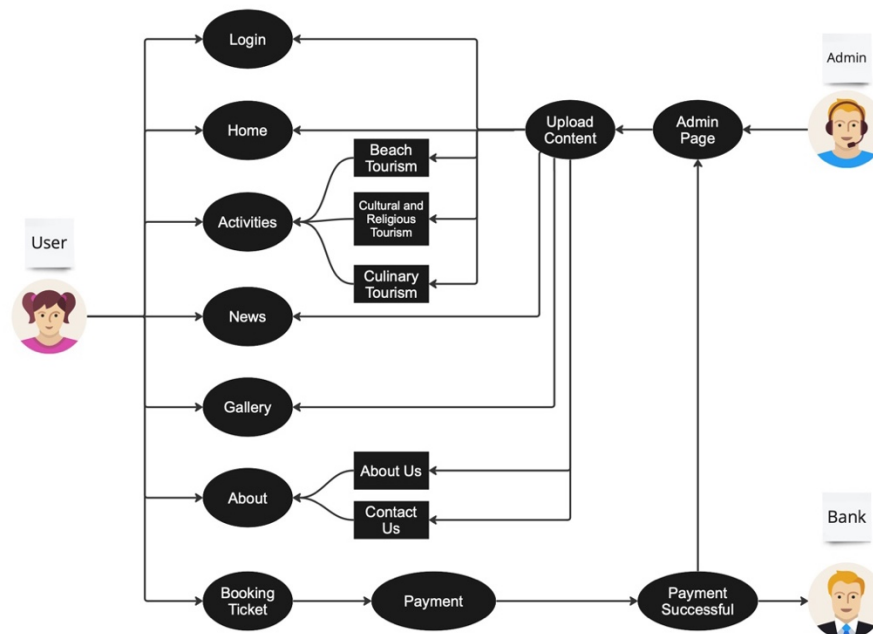 Login
Admin
Home
Upload
Content
Admin
Page
Beach
Tourism
Activities
Cultural and
Religious
Tourism
User
Culinary
Tourism
News
Gallery
About
About Us
Contact
Us
Bank
Booking
Ticket
Payment
Payment
Successful